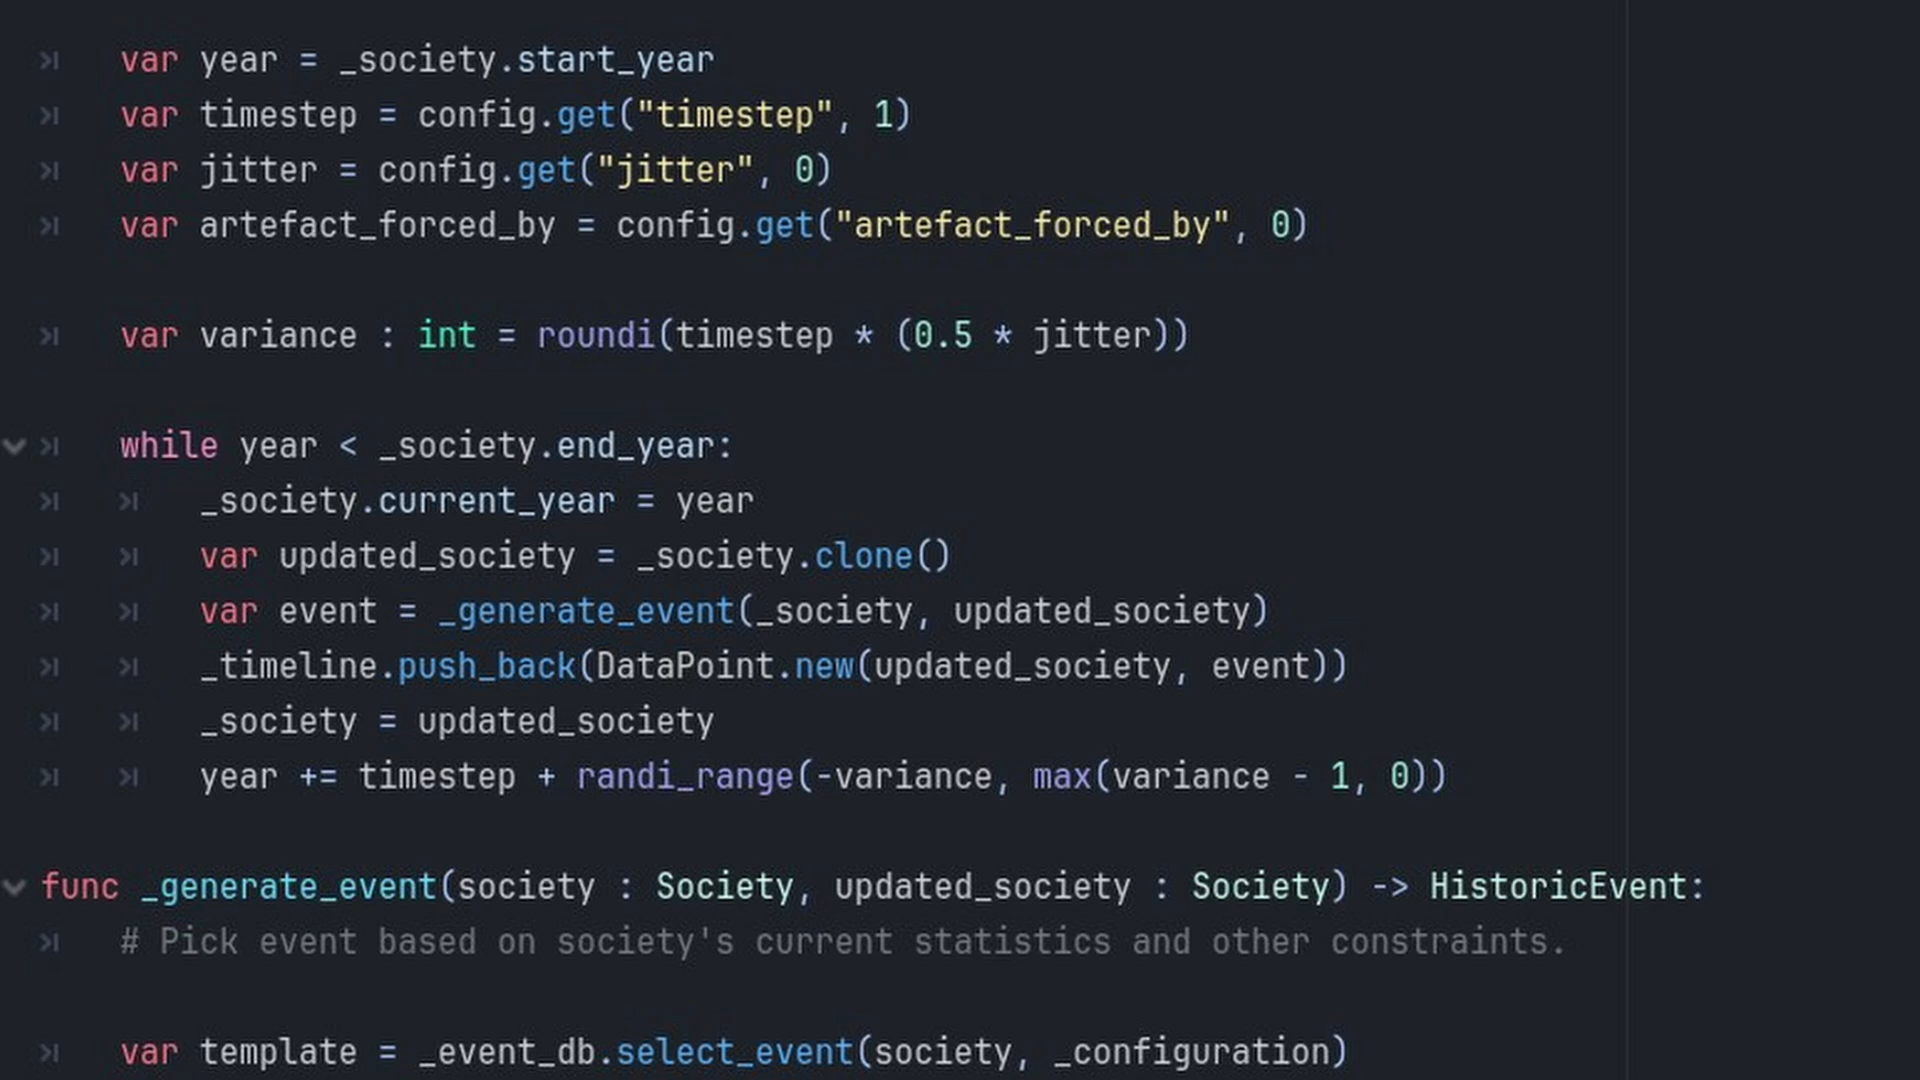 var year = _society.start_year
var timestep = config.get("timestep", 1)
var jitter = config.get("jitter", 0)
var artefact_forced_by = config.get("artefact_forced_by", 0)
var variance : int = roundi(timestep * (0.5 * jitter))
while year < _society.end_year:
_society.current_year = year
var updated_society = _society.clone()
var event = _generate_event(_society, updated_society)
_timeline.push_back(DataPoint.new(updated_society, event))
_society = updated_society
year += timestep + randi_range(-variance, max(variance - 1, 0))
func _generate_event(society : Society, updated_society : Society) -> HistoricEvent:
# Pick event based on society's current statistics and other constraints.
var template = _event_db.select_event(society, _configuration)